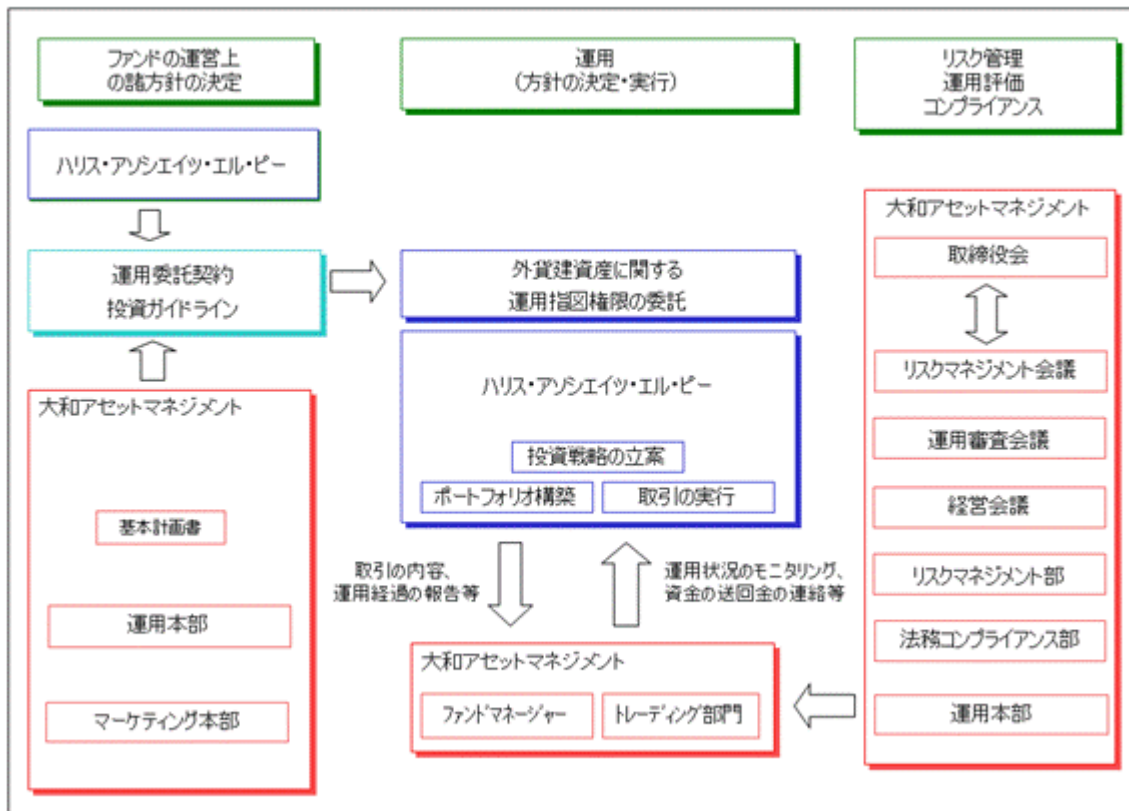 ファンドの運営上
の諸方針の決定
運用
(方針の決定・実行)
リスク管理
運用評価
コンプライアンス
ハリス・アソシエイツ・エル・ピー
運用委託契約
投資ガイドライン
外貨建資産に関する
運用指図権限の委託
ハリス・アソシエイツ・エル・ピー
投資戦略の立案
ポートフォリオ構築
取引の実行
大和アセットマネジメント
基本計画書
運用本部
マーケティング本部
取引の内容、
運用経過の報告等
運用状況のモニタリング、
資金の送回金の連絡等
大和アセットマネジメント
ファンドマネージャー
トレーディング部門
大和アセットマネジメント
取締役会
リスクマネジメント会議
運用審査会議
経営会議
リスクマネジメント部
法務コンプライアンス部
運用本部